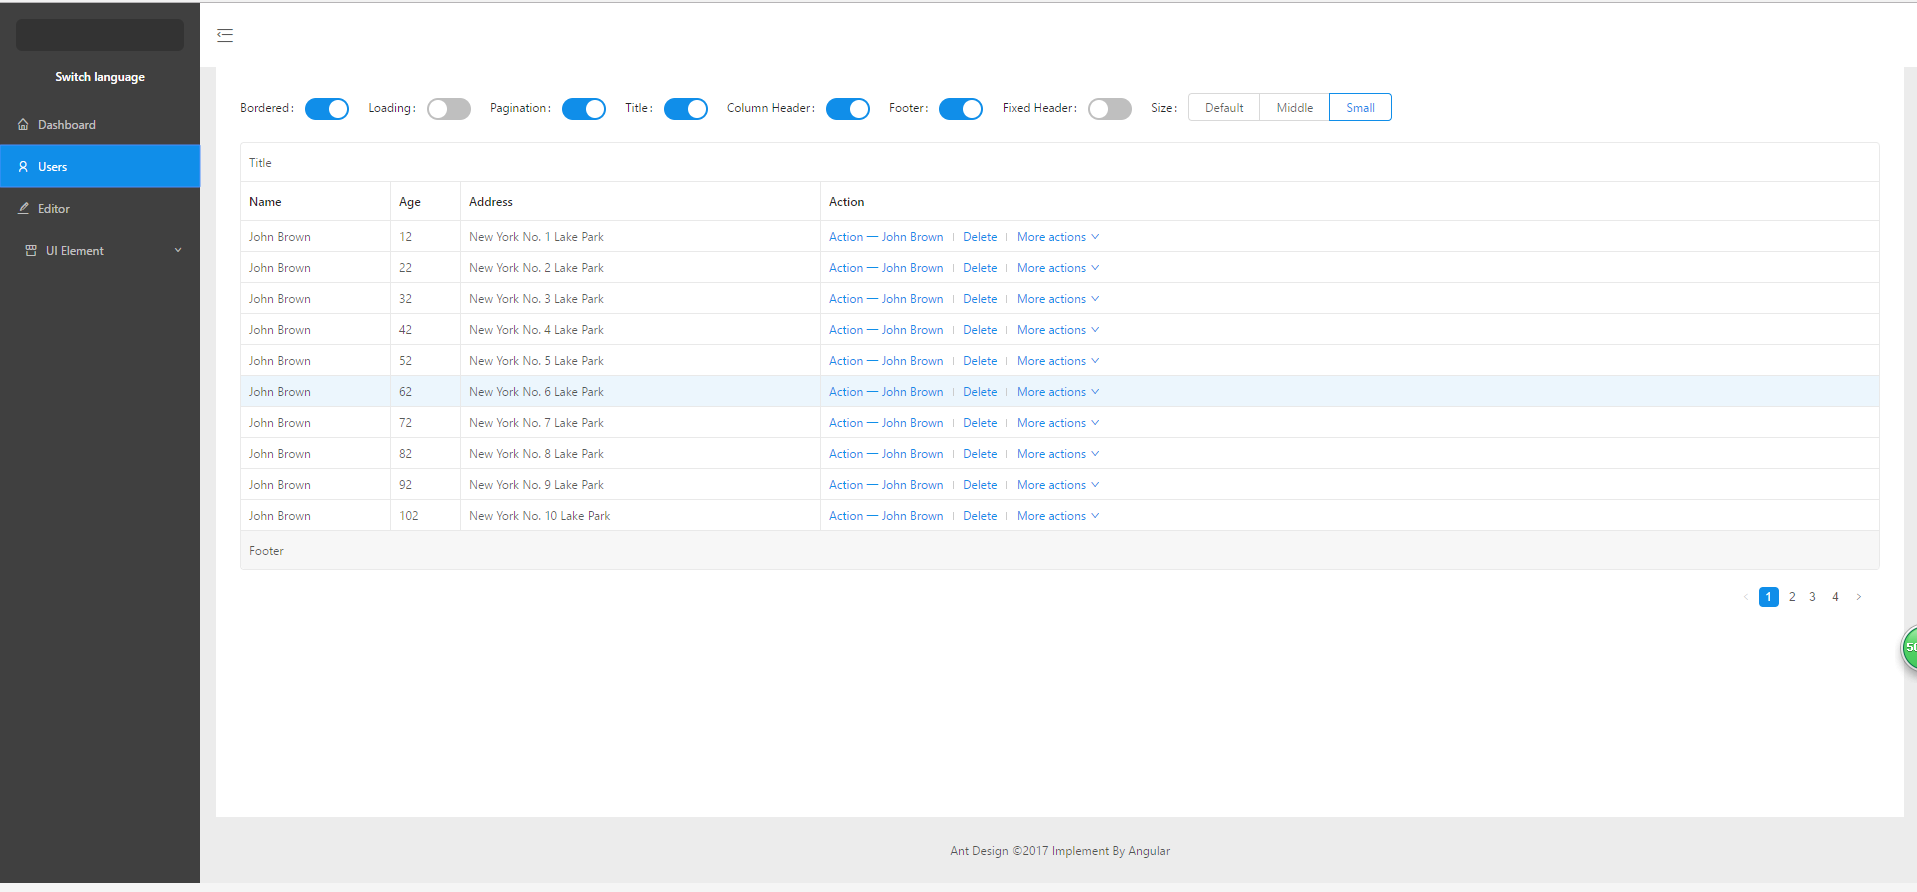 Switch language
Dashboard
Users
Editor
UI Element
Bordered: Loading: Pagination: Title: Column Header: Footer: Fixed Header: Size: Default Middle Small
Title
Name Age Address Action
John Brown 12 New York No. 1 Lake Park Action — John Brown Delete More actions
John Brown 22 New York No. 2 Lake Park Action — John Brown Delete More actions
John Brown 32 New York No. 3 Lake Park Action — John Brown Delete More actions
John Brown 42 New York No. 4 Lake Park Action — John Brown Delete More actions
John Brown 52 New York No. 5 Lake Park Action — John Brown Delete More actions
John Brown 62 New York No. 6 Lake Park Action — John Brown Delete More actions
John Brown 72 New York No. 7 Lake Park Action — John Brown Delete More actions
John Brown 82 New York No. 8 Lake Park Action — John Brown Delete More actions
John Brown 92 New York No. 9 Lake Park Action — John Brown Delete More actions
John Brown 102 New York No. 10 Lake Park Action — John Brown Delete More actions
Footer
< 1 2 3 4 >
Ant Design ©2017 Implement By Angular